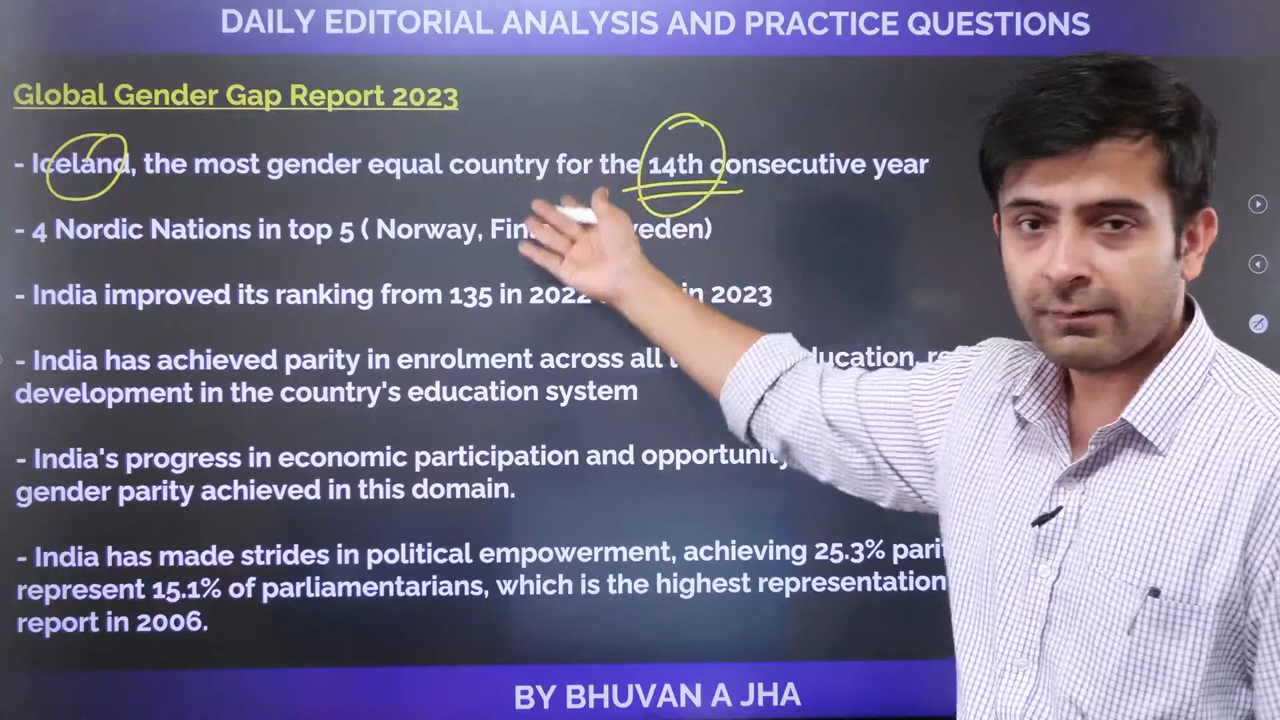 DAILY EDITORIAL ANALYSIS AND PRACTICE QUESTIONS
Global Gender Gap Report 2023
- Iceland, the most gender equal country for the 14th consecutive year
- 4 Nordic Nations in top 5 ( Norway, Sweden)
- India improved its ranking from 135 in 2022 in 2023
- India has achieved parity in enrolment across all education,
development in the country's education system
- India's progress in economic participation and opportunity
gender parity achieved in this domain.
- India has made strides in political empowerment, achieving 25.3%
represent 15.1% of parliamentarians, which is the highest representation
report in 2006.
BY BHUVAN A JHA